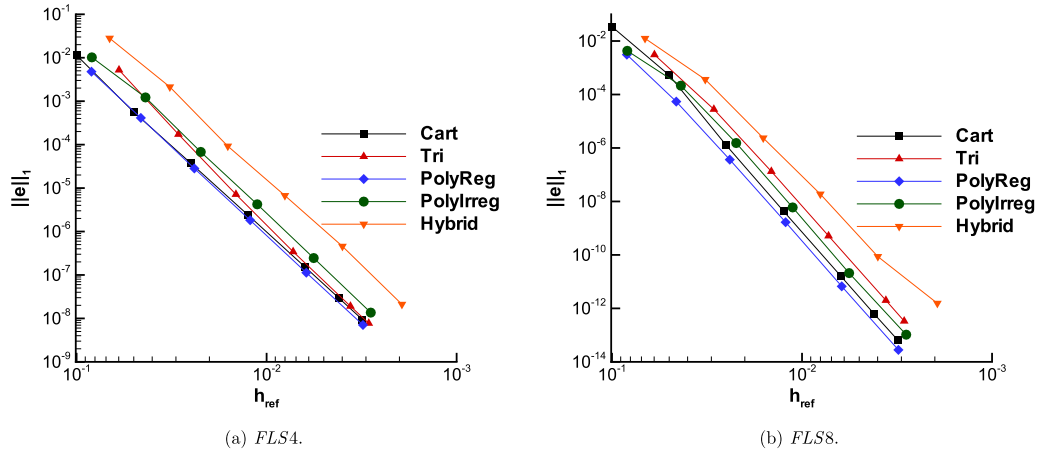 10^-1
10^-2
10^-3
10^-4
10^-5
10^-6
10^-7
10^-8
10^-9
||e||_1
10^-1
10^-2
10^-3
h_ref
Cart
Tri
PolyReg
PolyIrreg
Hybrid
(a) FLS4.
10^-2
10^-4
10^-6
10^-8
10^-10
10^-12
10^-14
||e||_1
10^-1
10^-2
10^-3
h_ref
Cart
Tri
PolyReg
PolyIrreg
Hybrid
(b) FLS8.